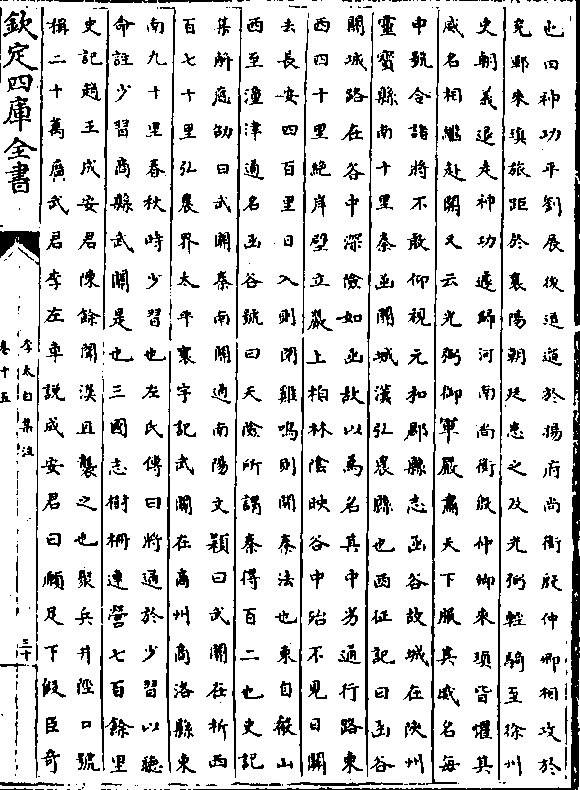 也田神功平劉展後逗遛於揚府尚衡殷仲卿相攻於
兖鄆來瑱旅距於襄陽朝廷患之及光弼輕騎至徐州
史朝義退走神功遽歸河南尚衡殷仲卿來瑱皆懼其
威名相繼赴闕又云光弼御軍嚴肅天下服其威名每
申號令諸將不敢仰視元和郡縣志函谷故城在陜州
靈寳縣南十里秦函關城漢弘農縣也西征記曰函谷
關城路在谷中深險如函故以為名其中劣通行路東
西四十里絶岸壁立巖上柏林䕃映谷中殆不見日關
去長安四百里日入則閉雞鳴則開秦法也東自崤山
西至潼津通名函谷號曰天險所謂秦得百二也史記
集解應劭曰武關秦南關通南陽文穎曰武關在析西
百七十里弘農界太平寰宇記武關在商州商洛縣東
南九十里春秋時少習也左氏傳曰將通於少習以聽
命註少習商縣武關是也三國志樹柵連營七百餘里
史記趙王成安君陳餘聞漢且襲之也聚兵井陘口號
稱二十萬廣武君李左車說成安君曰願足下假臣奇
欽定四庫全書
李太白集注
卷十五
三十